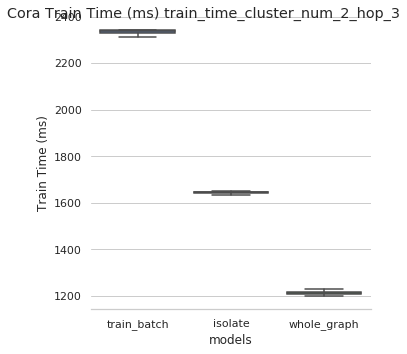 Cora Train Time (ms) train_time_cluster_num_2_hop_3
2400
2200
2000
1800
1600
1400
1200
Train Time (ms)
train_batch isolate whole_graph
models